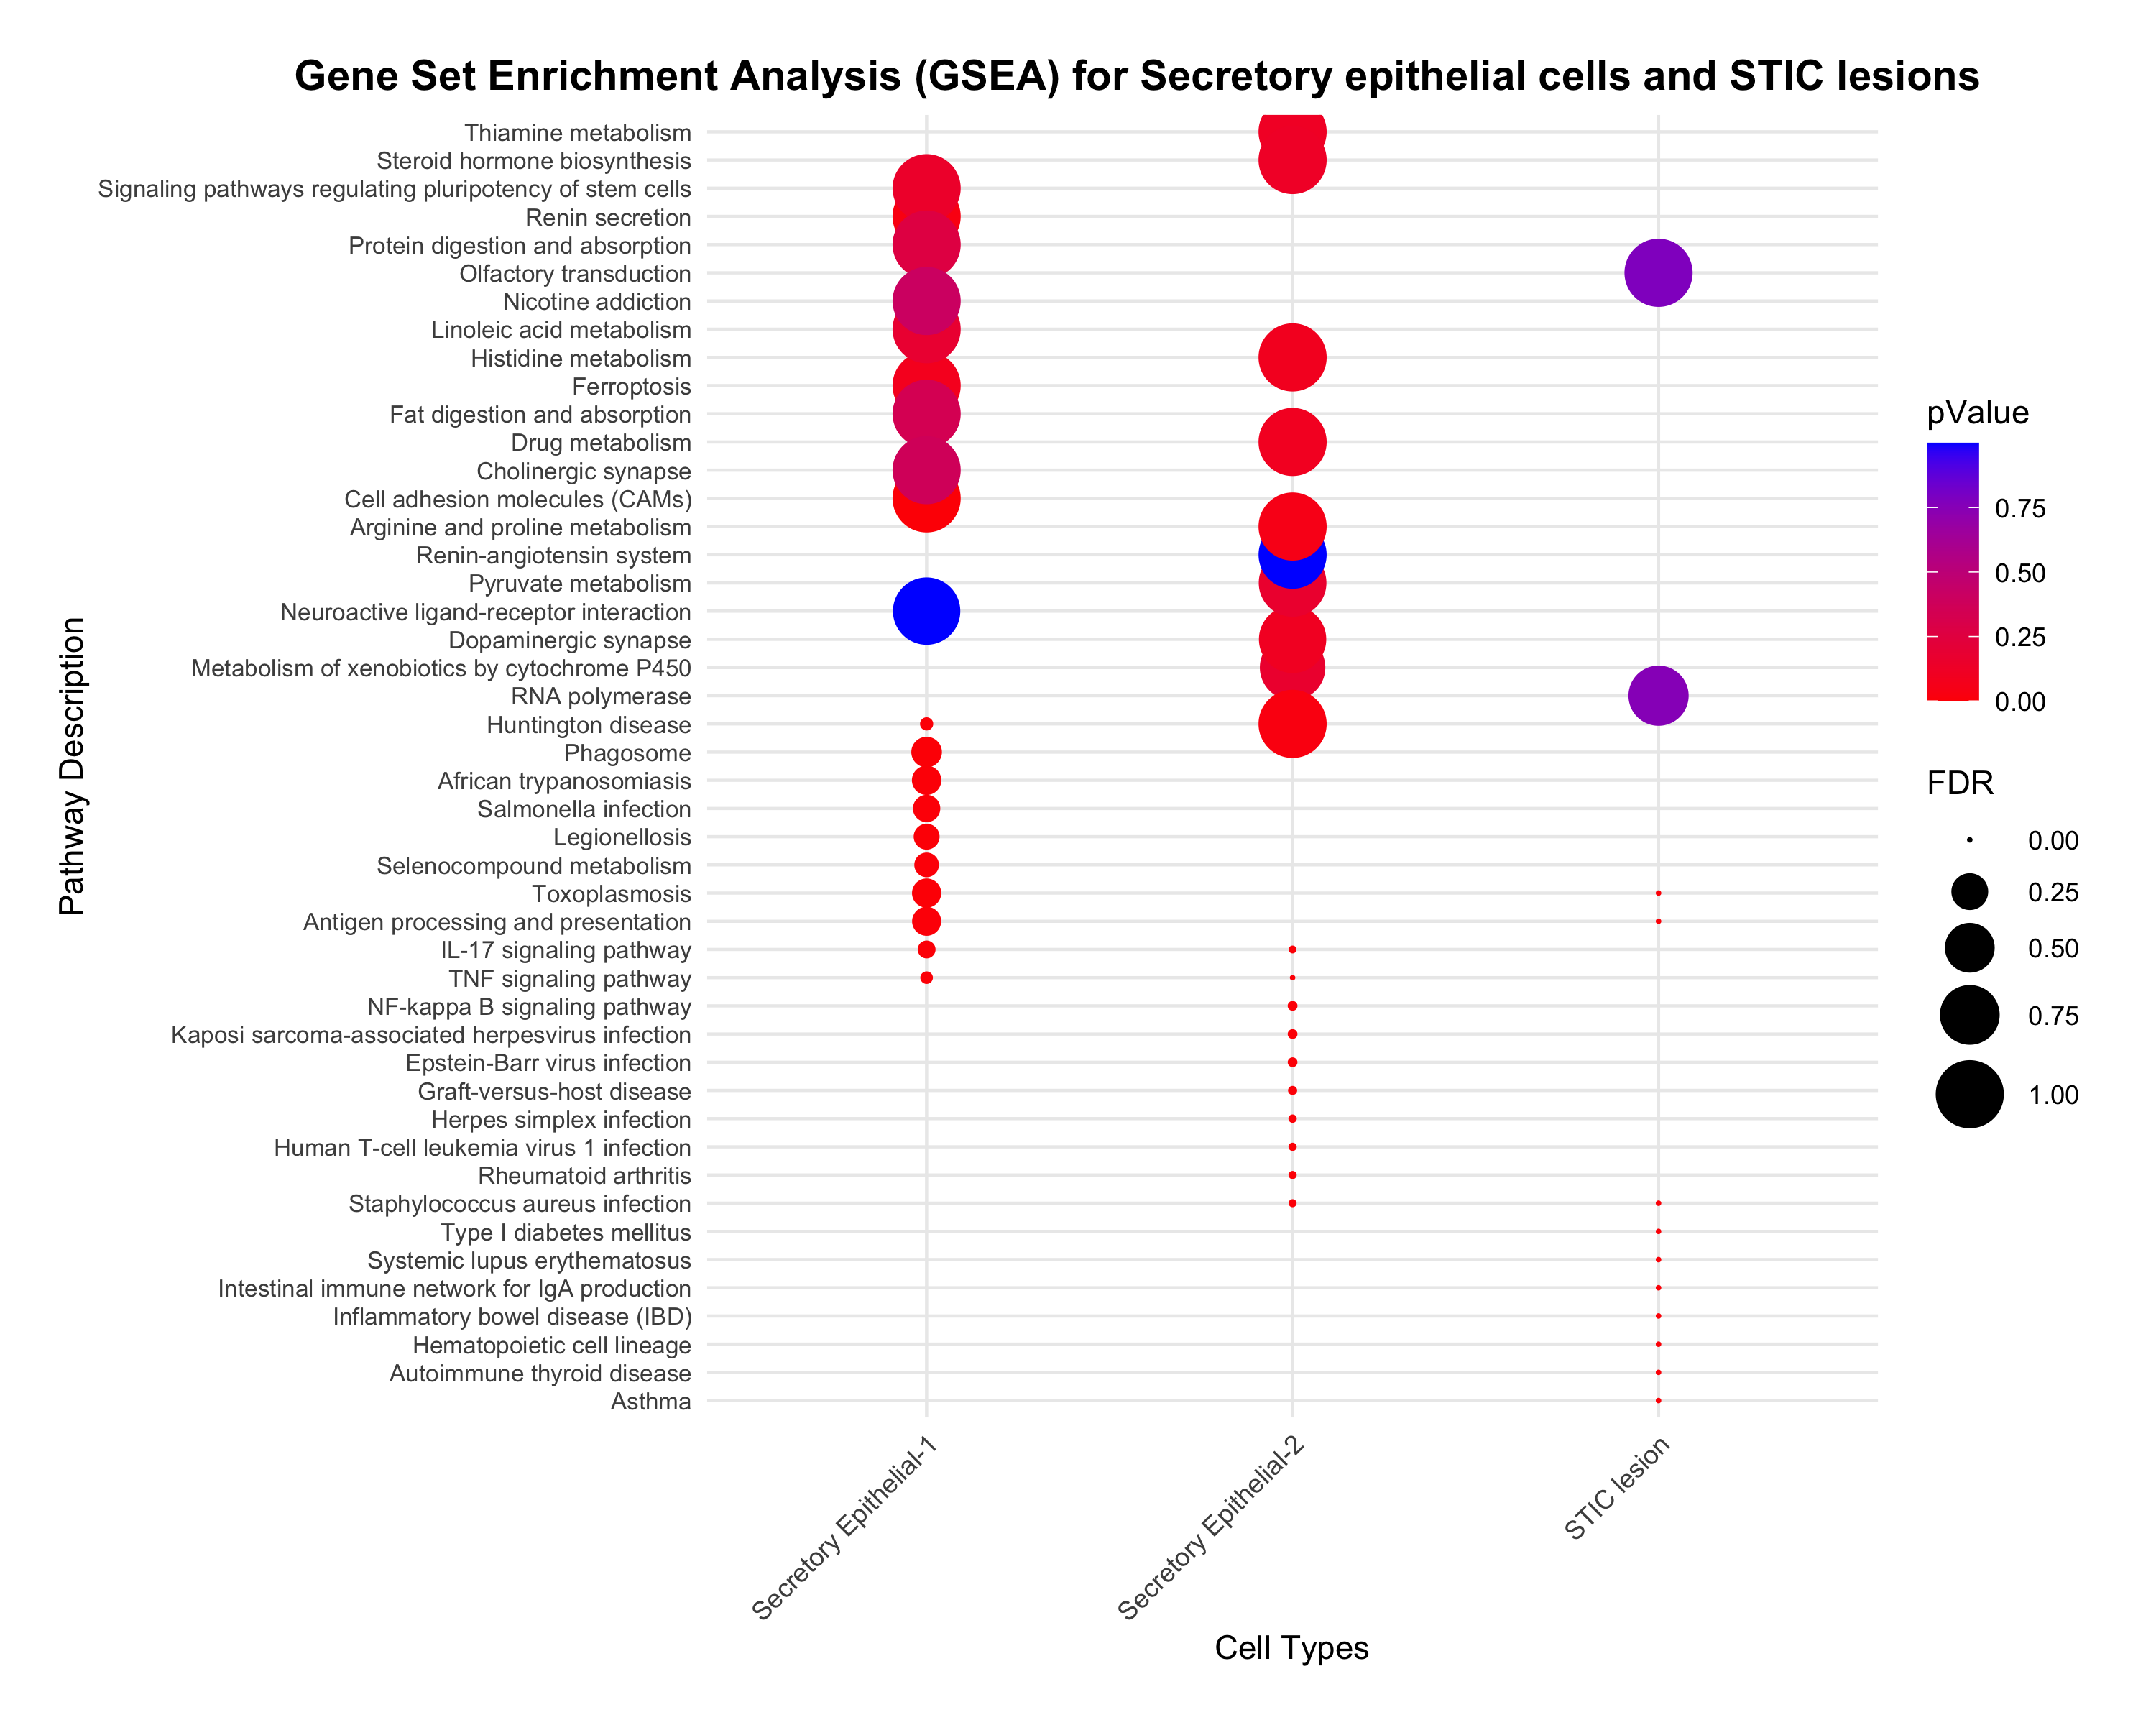 Gene Set Enrichment Analysis (GSEA) for Secretory epithelial cells and STIC lesions
Pathway Description
Thiamine metabolism
Steroid hormone biosynthesis
Signaling pathways regulating pluripotency of stem cells
Renin secretion
Protein digestion and absorption
Olfactory transduction
Nicotine addiction
Linoleic acid metabolism
Histidine metabolism
Ferroptosis
Fat digestion and absorption
Drug metabolism
Cholinergic synapse
Cell adhesion molecules (CAMs)
Arginine and proline metabolism
Renin-angiotensin system
Pyruvate metabolism
Neuroactive ligand-receptor interaction
Dopaminergic synapse
Metabolism of xenobiotics by cytochrome P450
RNA polymerase
Huntington disease
Phagosome
African trypanosomiasis
Salmonella infection
Legionellosis
Selenocompound metabolism
Toxoplasmosis
Antigen processing and presentation
IL-17 signaling pathway
TNF signaling pathway
NF-kappa B signaling pathway
Kaposi sarcoma-associated herpesvirus infection
Epstein-Barr virus infection
Graft-versus-host disease
Herpes simplex infection
Human T-cell leukemia virus 1 infection
Rheumatoid arthritis
Staphylococcus aureus infection
Type I diabetes mellitus
Systemic lupus erythematosus
Intestinal immune network for IgA production
Inflammatory bowel disease (IBD)
Hematopoietic cell lineage
Autoimmune thyroid disease
Asthma
Secretory Epithelial-1
Secretory Epithelial-2
STIC lesion
Cell Types
pValue
0.75
0.50
0.25
0.00
FDR
0.00
0.25
0.50
0.75
1.00